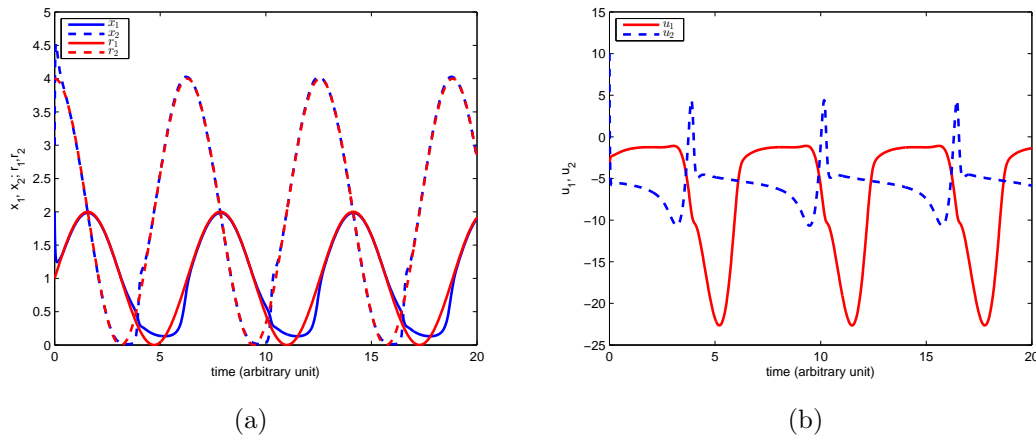 x₁
x₂
r₁
r₂
5
4.5
4
3.5
3
2.5
2
1.5
1
0.5
0
x₁, x₂, r₁,r₂
0 5 10 15 20
time (arbitrary unit)
(a)
u₁
u₂
15
10
5
0
−5
−10
−15
−20
−25
u₁, u₂
0 5 10 15 20
time (arbitrary unit)
(b)